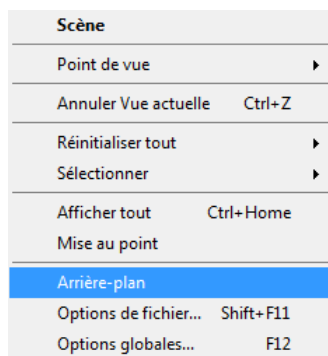 Scène
Point de vue
Annuler Vue actuelle Ctrl+Z
Réinitialiser tout
Sélectionner
Afficher tout Ctrl+Home
Mise au point
Arrière-plan
Options de fichier... Shift+F11
Options globales... F12